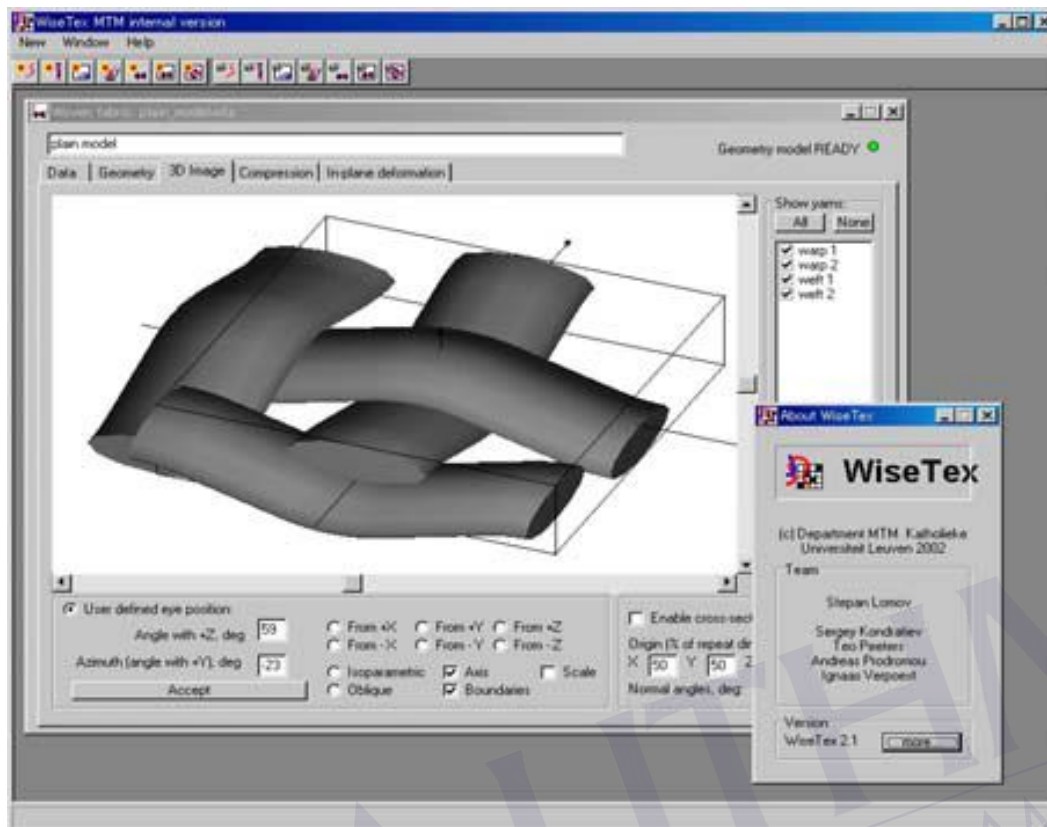 WiseTex MTM internal version
New Window Help
Woven fabric: plain_model
plain model
Geometry model READY
Data Geometry 3D Image Compression In-plane deformation
Show yarns:
All None
warp 1
warp 2
weft 1
weft 2
User defined eye position:
Angle with +Z, deg 59
Azimuth (angle with +Y), deg -23
Accept
From +X From +Y From +Z
From -X From -Y From -Z
Isoparametric Axis Scale
Oblique Boundaries
Enable cross-sect
Origin (% of repeat dir
X 50 Y 50 Z
Normal angles, deg:
About WiseTex
WiseTex
(c) Department MTM Katholieke
Universiteit Leuven 2002
Team
Stepan Lomov
Sergey Kondratiev
Teo Peeters
Andreas Prodromou
Ignaas Verpoest
Version
WiseTex 2.1 more...